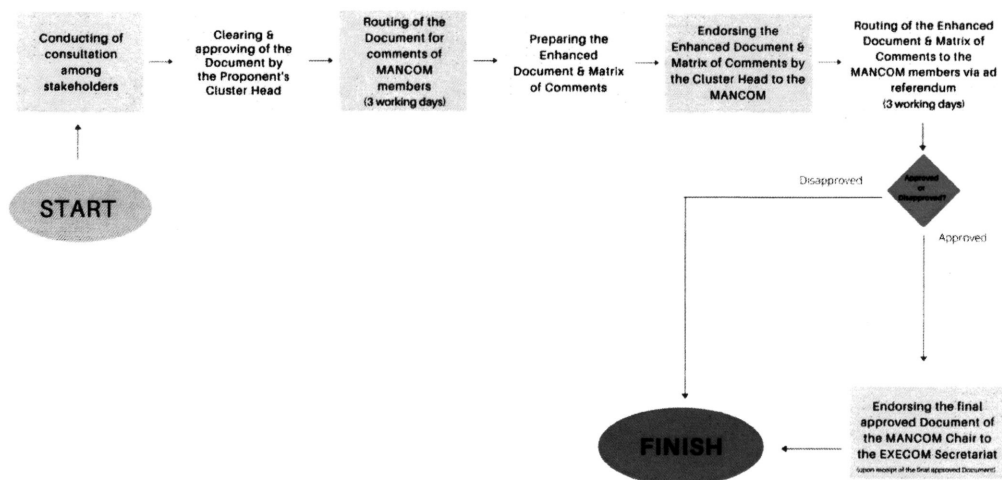 START
Conducting of
consultation
among
stakeholders
Clearing &
approving of the
Document by
the Proponent's
Cluster Head
Routing of the
Document for
comments of
MANCOM
members
(3 working days)
Preparing the
Enhanced
Document & Matrix
of Comments
Endorsing the
Enhanced Document &
Matrix of Comments by
the Cluster Head to the
MANCOM
Routing of the Enhanced
Document & Matrix of
Comments to the
MANCOM members via ad
referendum
(3 working days)
Approved
or
Disapproved?
Disapproved
Approved
Endorsing the final
approved Document of
the MANCOM Chair to
the EXECOM Secretariat
(upon receipt of the final approved Document)
FINISH